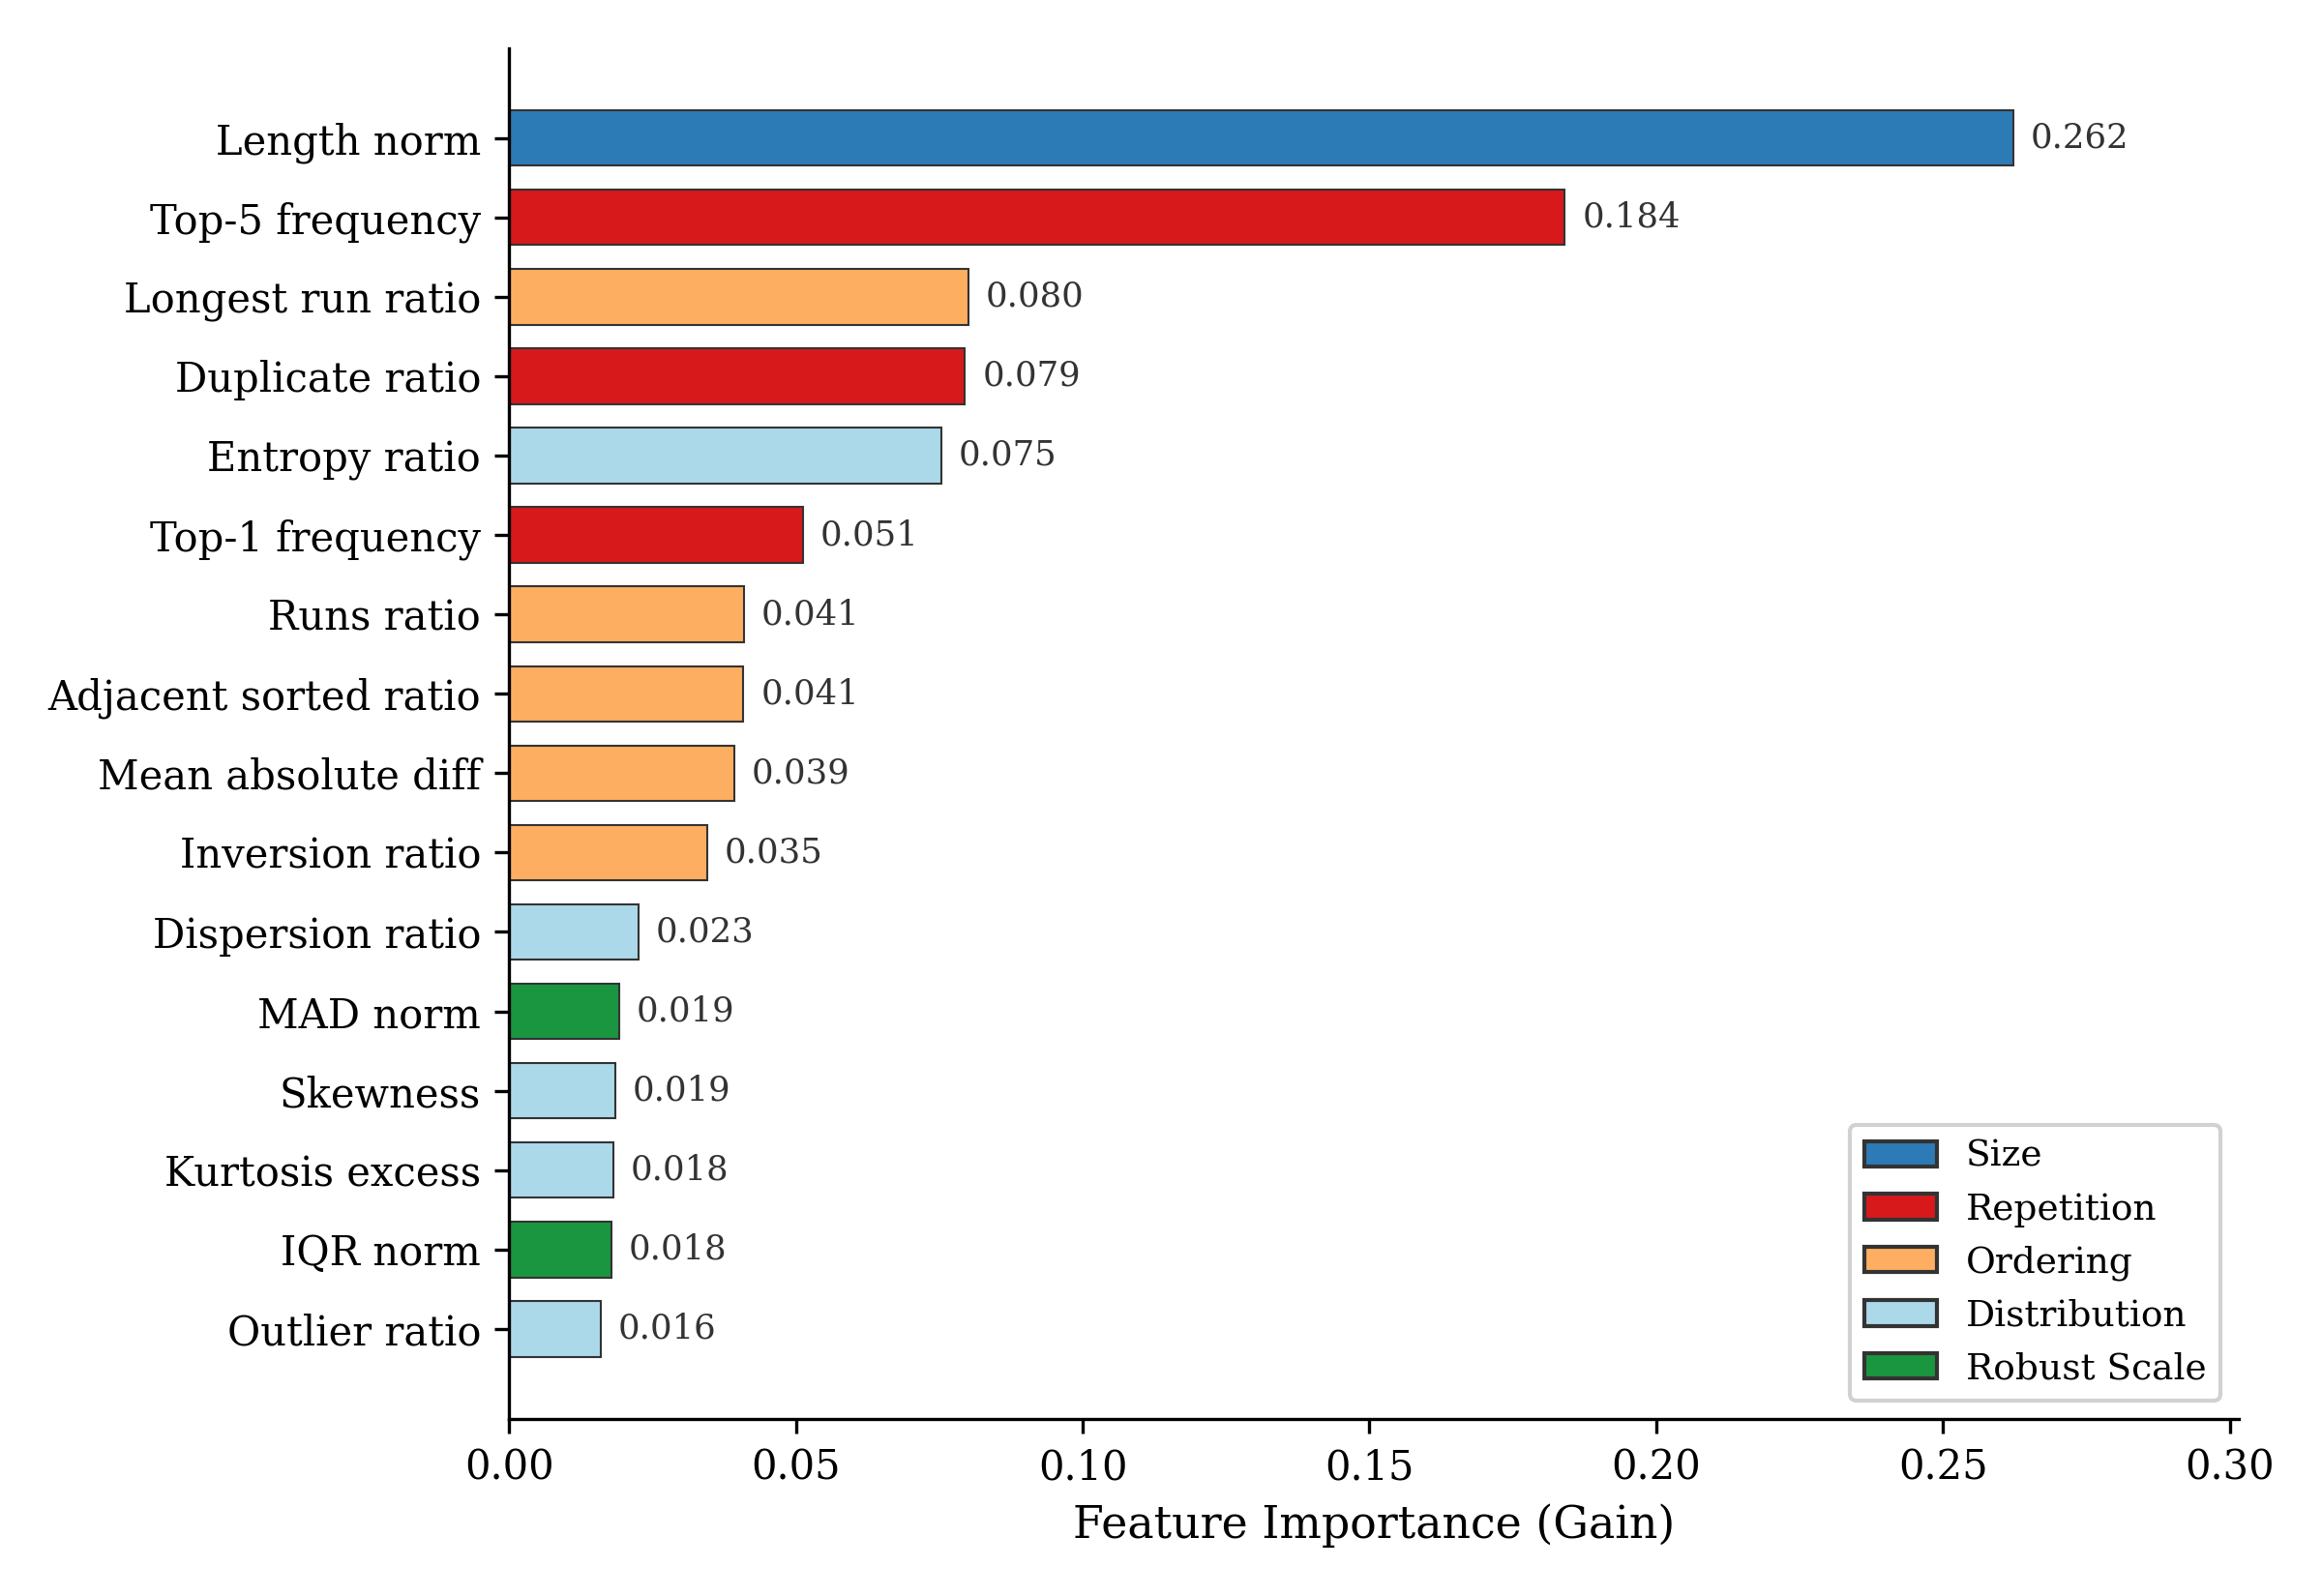 Length norm 0.262
Top-5 frequency 0.184
Longest run ratio 0.080
Duplicate ratio 0.079
Entropy ratio 0.075
Top-1 frequency 0.051
Runs ratio 0.041
Adjacent sorted ratio 0.041
Mean absolute diff 0.039
Inversion ratio 0.035
Dispersion ratio 0.023
MAD norm 0.019
Skewness 0.019
Kurtosis excess 0.018
IQR norm 0.018
Outlier ratio 0.016
Size
Repetition
Ordering
Distribution
Robust Scale
0.00 0.05 0.10 0.15 0.20 0.25 0.30
Feature Importance (Gain)